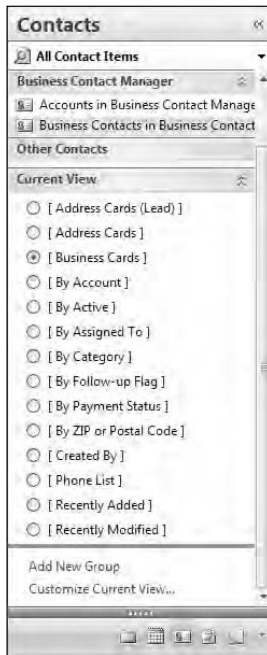 Contacts «
All Contact Items
Business Contact Manager
Accounts in Business Contact Manage
Business Contacts in Business Contact
Other Contacts
Current View
[ Address Cards (Lead) ]
[ Address Cards ]
[ Business Cards ]
[ By Account ]
[ By Active ]
[ By Assigned To ]
[ By Category ]
[ By Follow-up Flag ]
[ By Payment Status ]
[ By ZIP or Postal Code ]
[ Created By ]
[ Phone List ]
[ Recently Added ]
[ Recently Modified ]
Add New Group
Customize Current View...